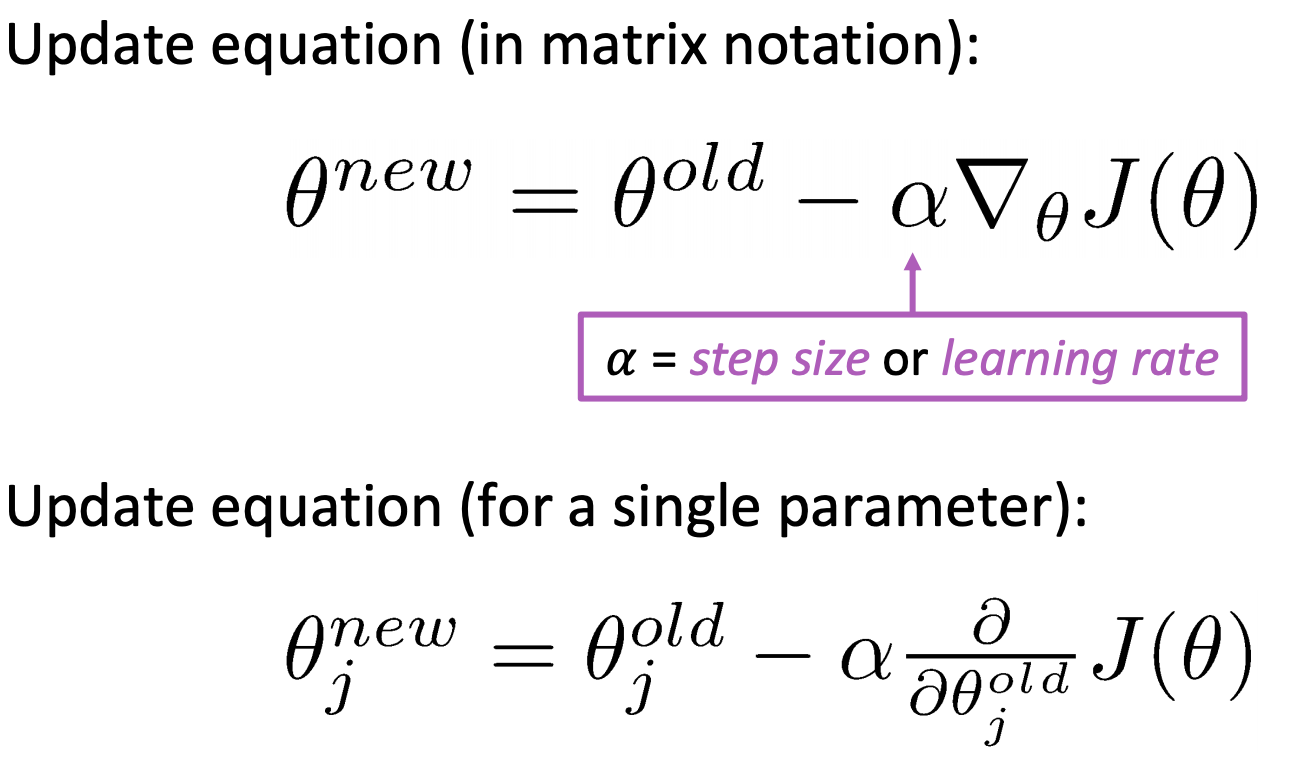 Update equation (in matrix notation):
θ^{new} = θ^{old} − α∇_θ J(θ)
α = step size or learning rate
Update equation (for a single parameter):
θ_j^{new} = θ_j^{old} − α \frac{∂}{∂θ_j^{old}} J(θ)